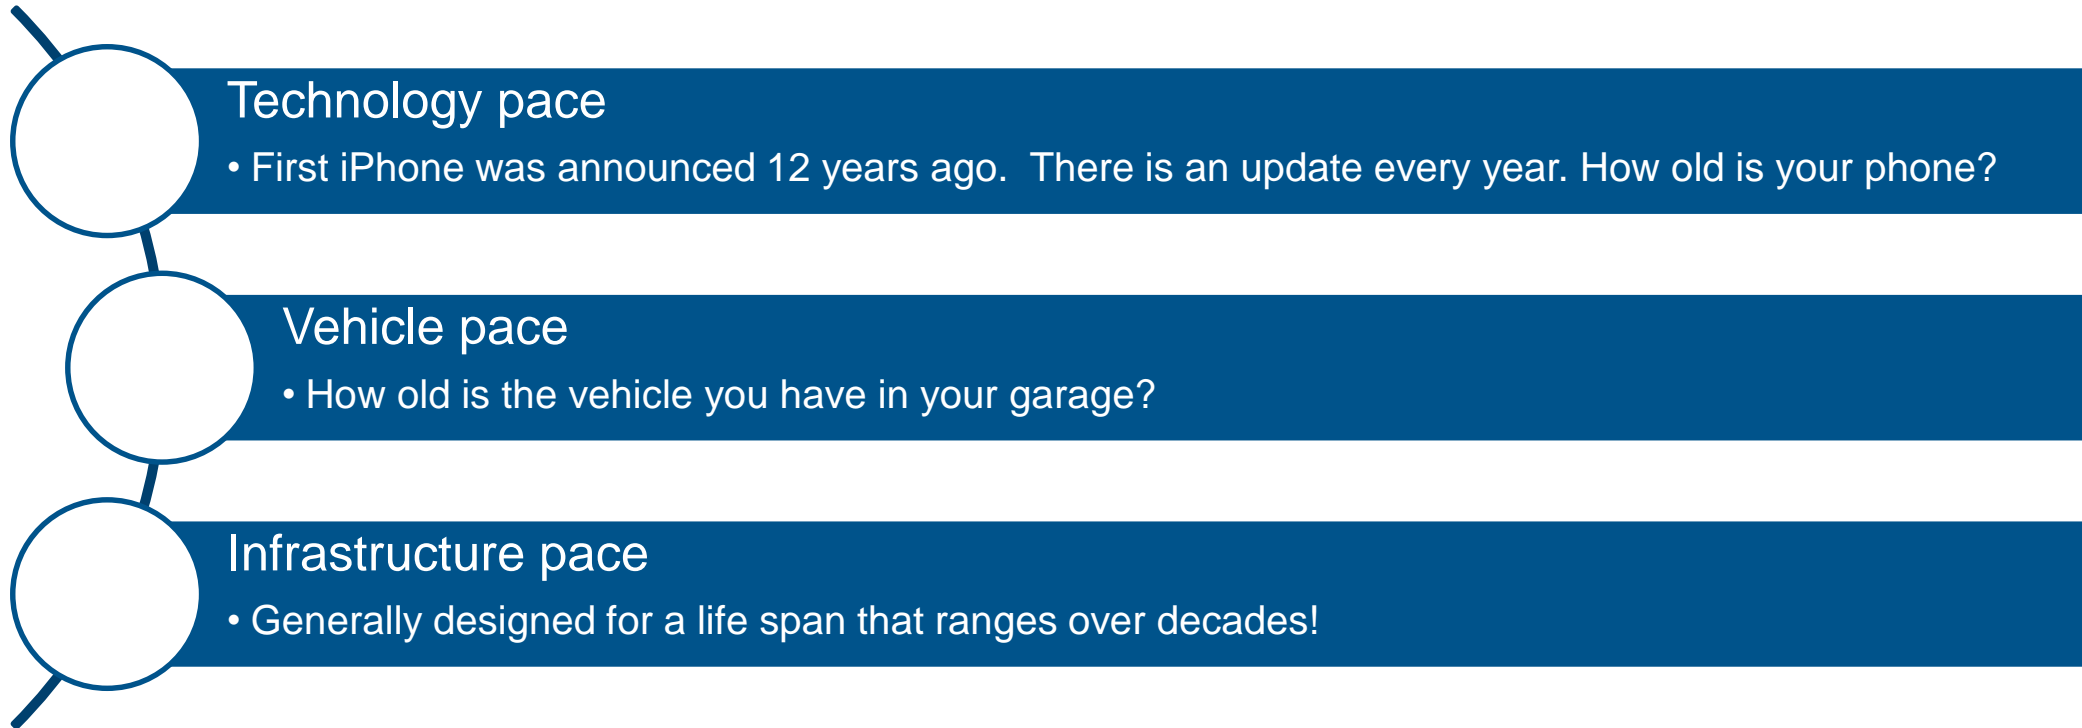 Technology pace
• First iPhone was announced 12 years ago.  There is an update every year. How old is your phone?
Vehicle pace
• How old is the vehicle you have in your garage?
Infrastructure pace
• Generally designed for a life span that ranges over decades!